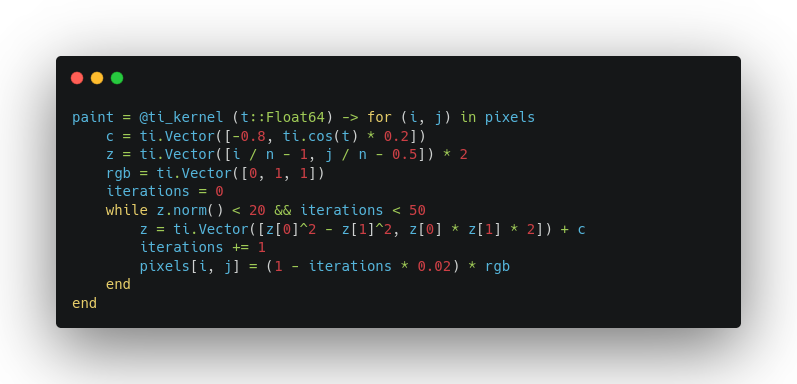 paint = @ti_kernel (t::Float64) -> for (i, j) in pixels
    c = ti.Vector([-0.8, ti.cos(t) * 0.2])
    z = ti.Vector([i / n - 1, j / n - 0.5]) * 2
    rgb = ti.Vector([0, 1, 1])
    iterations = 0
    while z.norm() < 20 && iterations < 50
        z = ti.Vector([z[0]^2 - z[1]^2, z[0] * z[1] * 2]) + c
        iterations += 1
        pixels[i, j] = (1 - iterations * 0.02) * rgb
    end
end